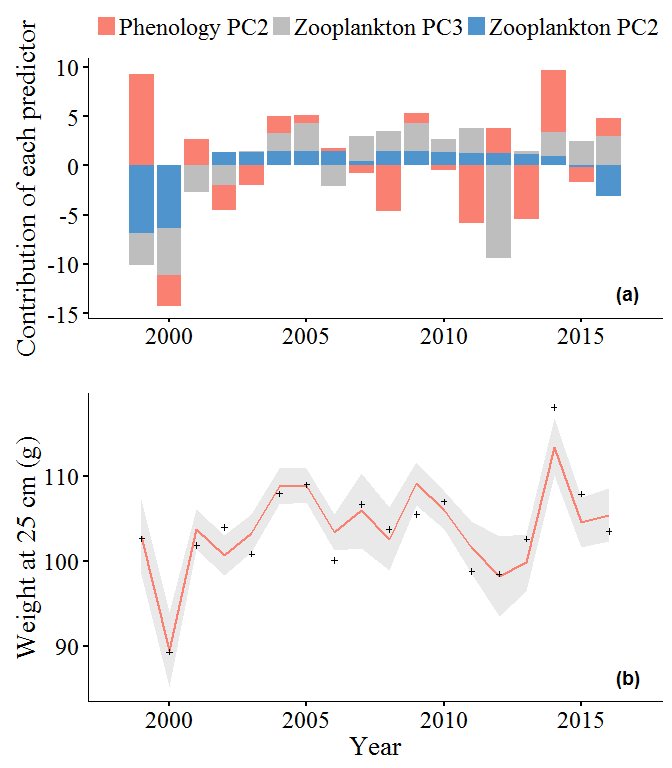 Phenology PC2 Zooplankton PC3 Zooplankton PC2
Contribution of each predictor
10
5
0
-5
-10
-15
(a)
2000 2005 2010 2015
Weight at 25 cm (g)
110
100
90
(b)
2000 2005 2010 2015
Year